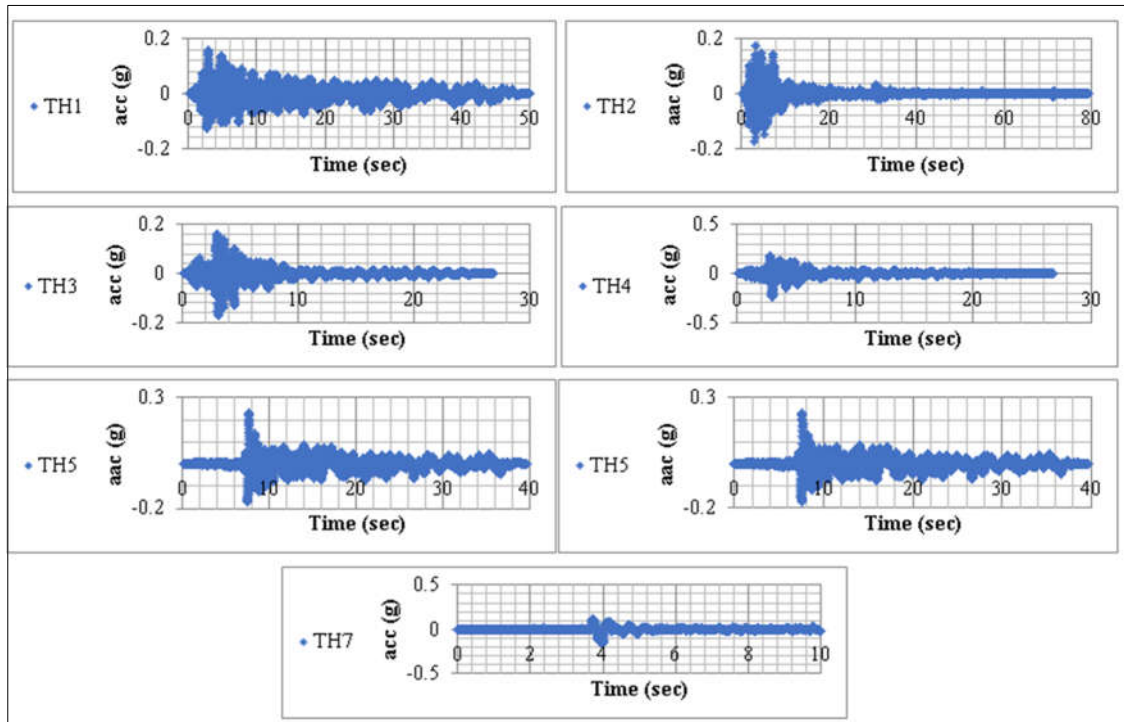 0.2
acc (g)
0
TH1
0 10 20 30 40 50
-0.2
Time (sec)
0.2
aac (g)
0
TH2
0 20 40 60 80
-0.2
Time (sec)
0.2
acc (g)
0
TH3
0 10 20 30
-0.2
Time (sec)
0.5
aac (g)
0
TH4
0 10 20 30
-0.5
Time (sec)
0.3
aac (g)
TH5
0 10 20 30 40
-0.2
Time (sec)
0.3
aac (g)
TH5
0 10 20 30 40
-0.2
Time (sec)
0.5
acc (g)
0
TH7
0 2 4 6 8 10
-0.5
Time (sec)